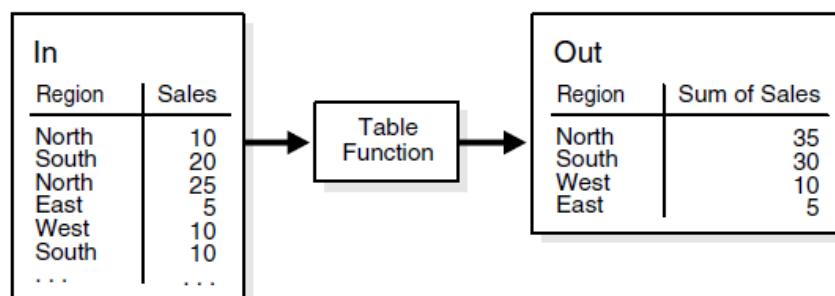 In
Region Sales
North 10
South 20
North 25
East 5
West 10
South 10
. . . . . .
Table
Function
Out
Region Sum of Sales
North 35
South 30
West 10
East 5